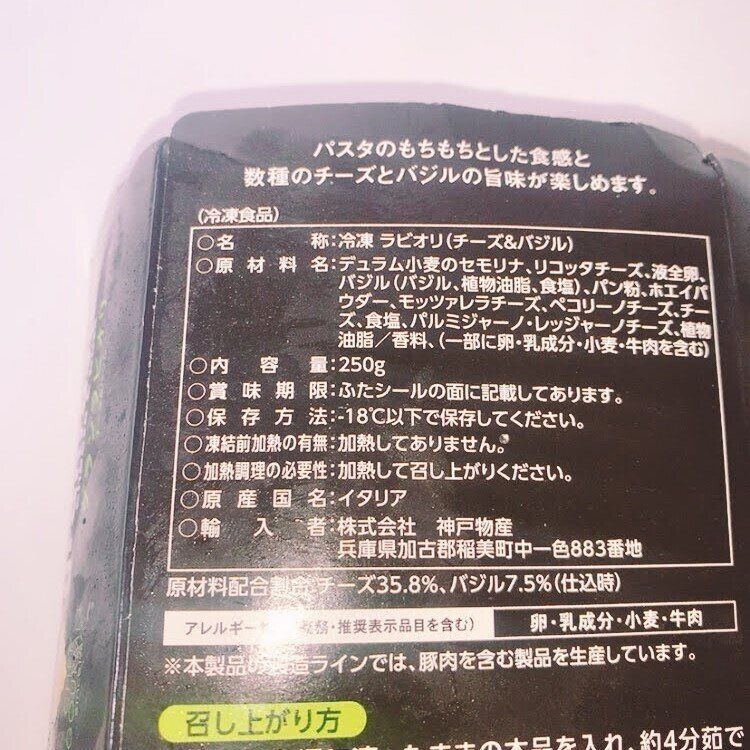 パスタのもちもちとした食感と
数種のチーズとバジルの旨味が楽しめます。
(冷凍食品)
○名称:冷凍 ラビオリ(チーズ&バジル)
○原材料名:デュラム小麦のセモリナ、リコッタチーズ、液全卵、
バジル(バジル、植物油脂、食塩)、パン粉、ホエイパ
ウダー、モッツァレラチーズ、ペコリーノチーズ、チー
ズ、食塩、パルミジャーノ・レッジャーノチーズ、植物
油脂/香料、(一部に卵・乳成分・小麦・牛肉を含む)
○内容量:250g
○賞味期限:ふたシールの面に記載してあります。
○保存方法:-18℃以下で保存してください。
○凍結前加熱の有無:加熱してありません。
○加熱調理の必要性:加熱して召し上がりください。
○原産国名:イタリア
○輸入者:株式会社 神戸物産
兵庫県加古郡稲美町中一色883番地
原材料配合割合:チーズ35.8%、バジル7.5%(仕込時)
アレルギー 義務・推奨表示品目を含む) 卵・乳成分・小麦・牛肉
※本製品の製造ラインでは、豚肉を含む製品を生産しています。
召し上がり方
ままの本品を入れ、約4分茹で